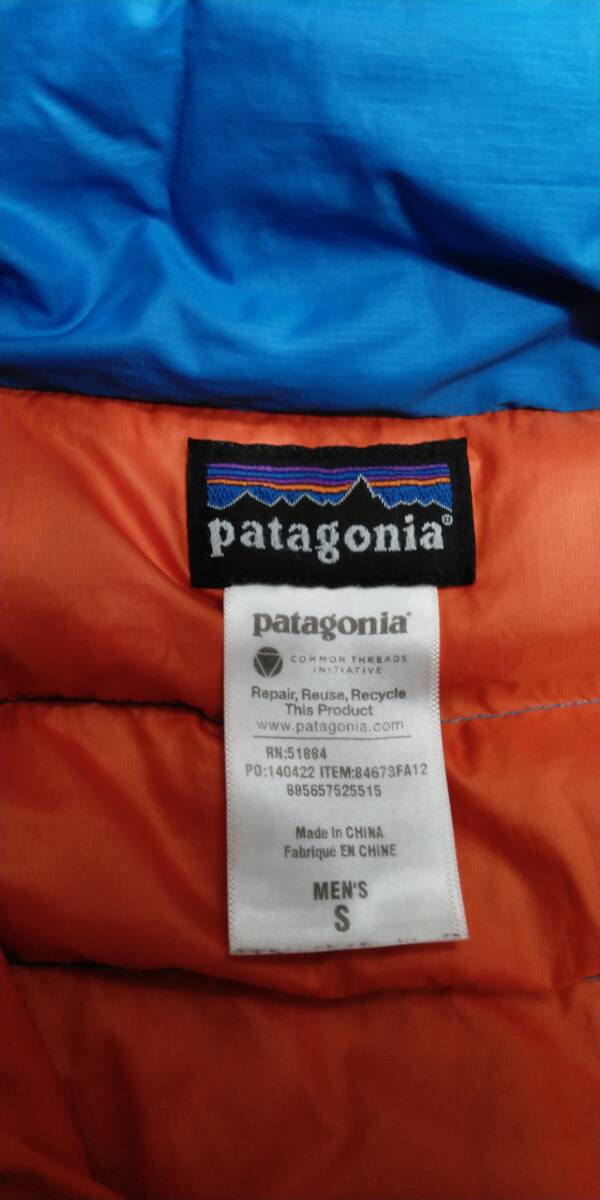 patagonia®
patagonia®
COMMON THREADS
INITIATIVE
Repair, Reuse, Recycle
This Product
www.patagonia.com
RN:51884
PO:140422 ITEM:84673FA12
885657525515
Made in CHINA
Fabriqué EN CHINE
MEN'S
S